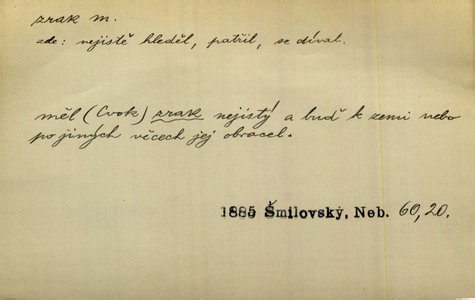 zrak m.
zde: nejistě hleděl, patřil, se díval.
měl (Cvok) zrak nejistý a buď k zemi nebo
po jiných věcech jej obracel.
1885 Šmilovský, Neb. 60,20.